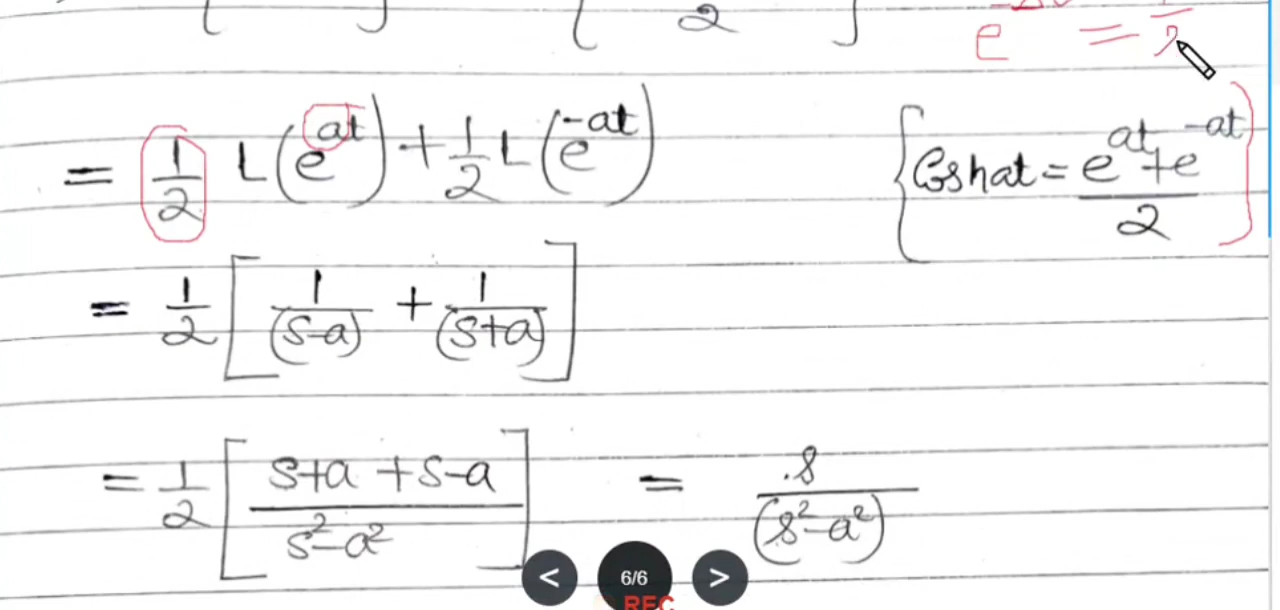 2
e = 
= 1/2 L(e^at) + 1/2 L(e^-at)
{Coshat = e^at + e^-at / 2}
= 1/2 [1/(s-a) + 1/(s+a)]
= 1/2 [s+a+s-a / s²-a²] = s/(s²-a²)
< 6/6 >
REC